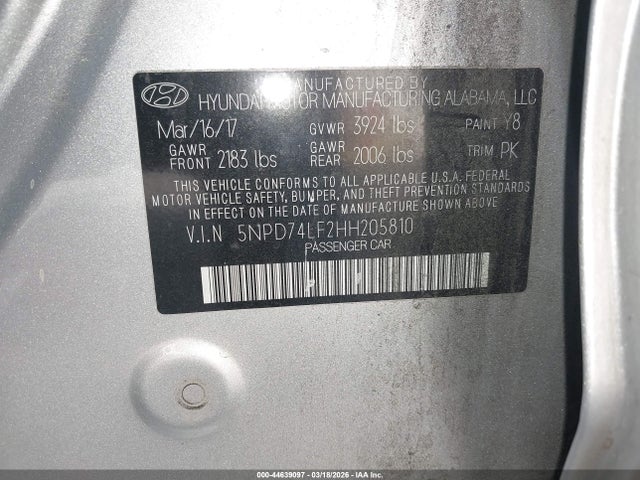 MANUFACTURED BY
HYUNDAI MOTOR MANUFACTURING ALABAMA, LLC
Mar/16/17 GVWR 3924 lbs PAINT Y8
GAWR FRONT 2183 lbs GAWR REAR 2006 lbs TRIM PK
THIS VEHICLE CONFORMS TO ALL APPLICABLE U.S.A. FEDERAL
MOTOR VEHICLE SAFETY, BUMPER, AND THEFT PREVENTION STANDARDS
IN EFFECT ON THE DATE OF MANUFACTURE SHOWN ABOVE.
V.I.N 5NPD74LF2HH205810
PASSENGER CAR
000-44639097 - 03/18/2026 - IAAI.COM